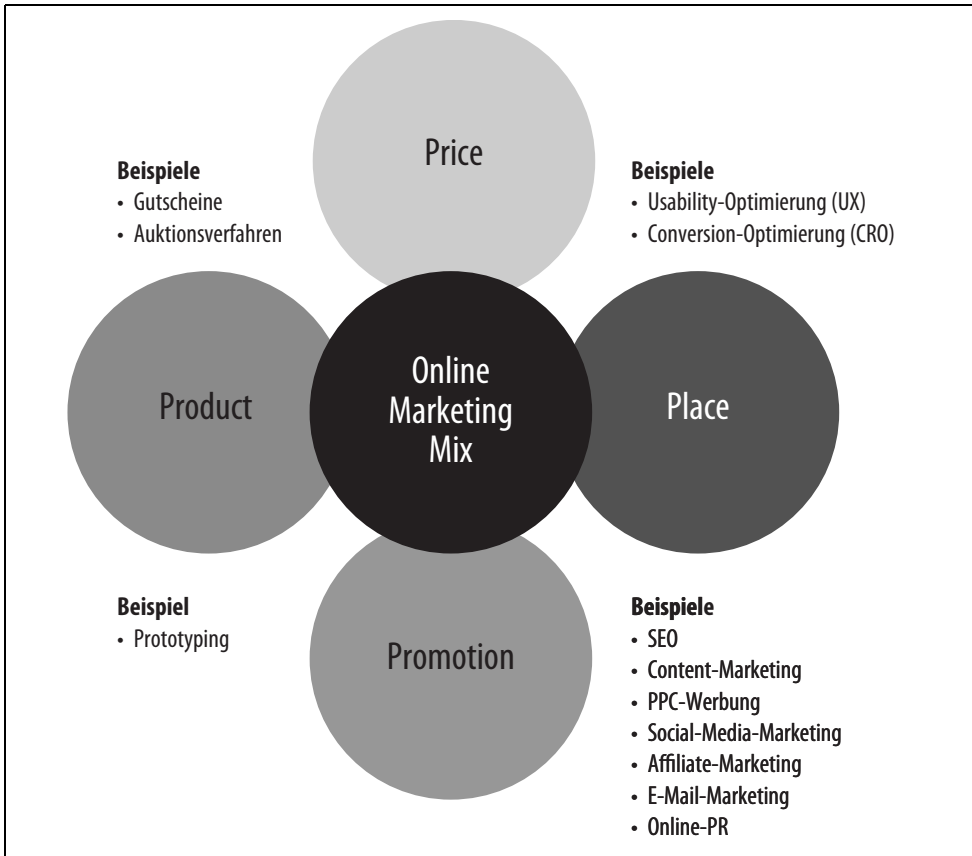 Price
Beispiele
• Gutscheine
• Auktionsverfahren
Beispiele
• Usability-Optimierung (UX)
• Conversion-Optimierung (CRO)
Product
Online
Marketing
Mix
Place
Beispiel
• Prototyping
Promotion
Beispiele
• SEO
• Content-Marketing
• PPC-Werbung
• Social-Media-Marketing
• Affiliate-Marketing
• E-Mail-Marketing
• Online-PR